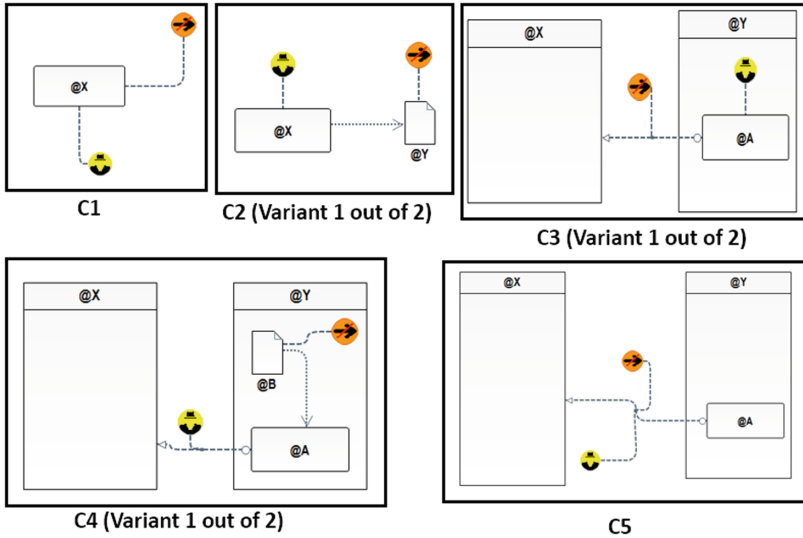 @X
C1
@X
@Y
C2 (Variant 1 out of 2)
@X
@Y
@A
C3 (Variant 1 out of 2)
@X
@Y
@B
@A
C4 (Variant 1 out of 2)
@X
@Y
@A
C5